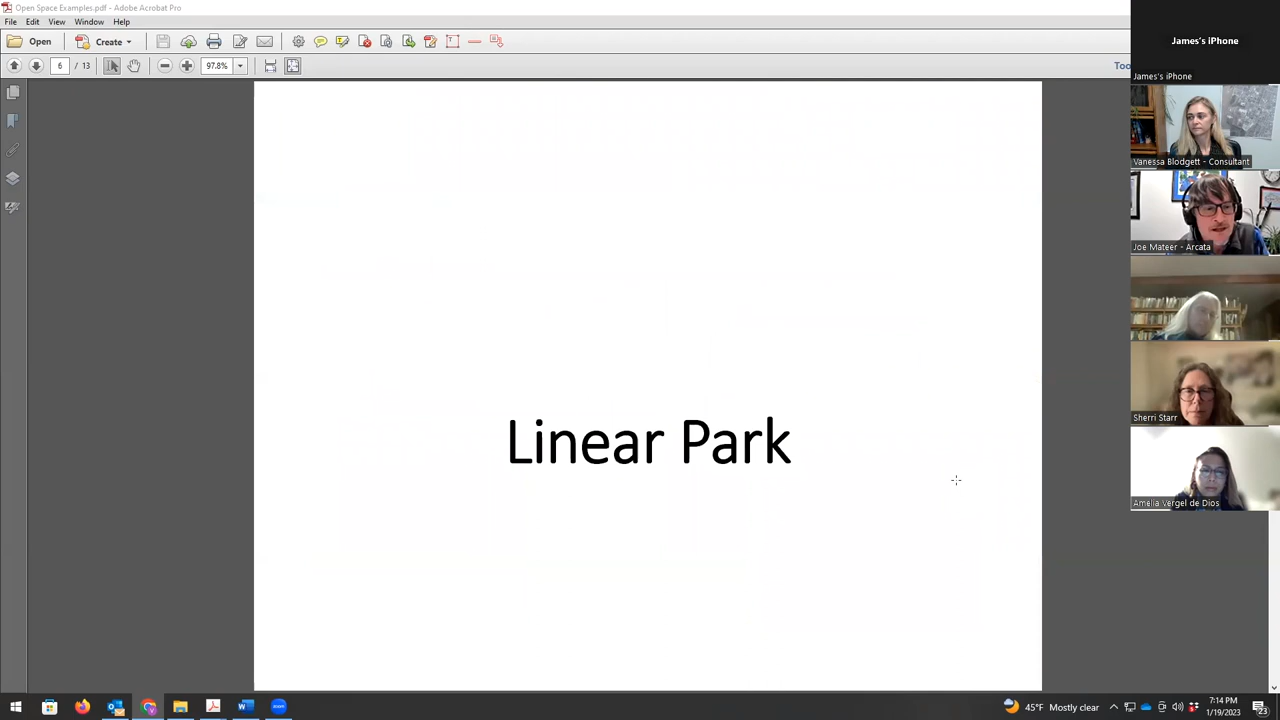 Open Space Examples.pdf - Adobe Acrobat Pro
File Edit View Window Help
Open Create
6 / 13 97.8% Too
Linear Park
James's iPhone
James's iPhone
Vanessa Blodgett - Consultant
Joe Mateer - Arcata
Sherri Starr
Amelia Vergel de Dios
45°F Mostly clear
7:14 PM
1/19/2023
23